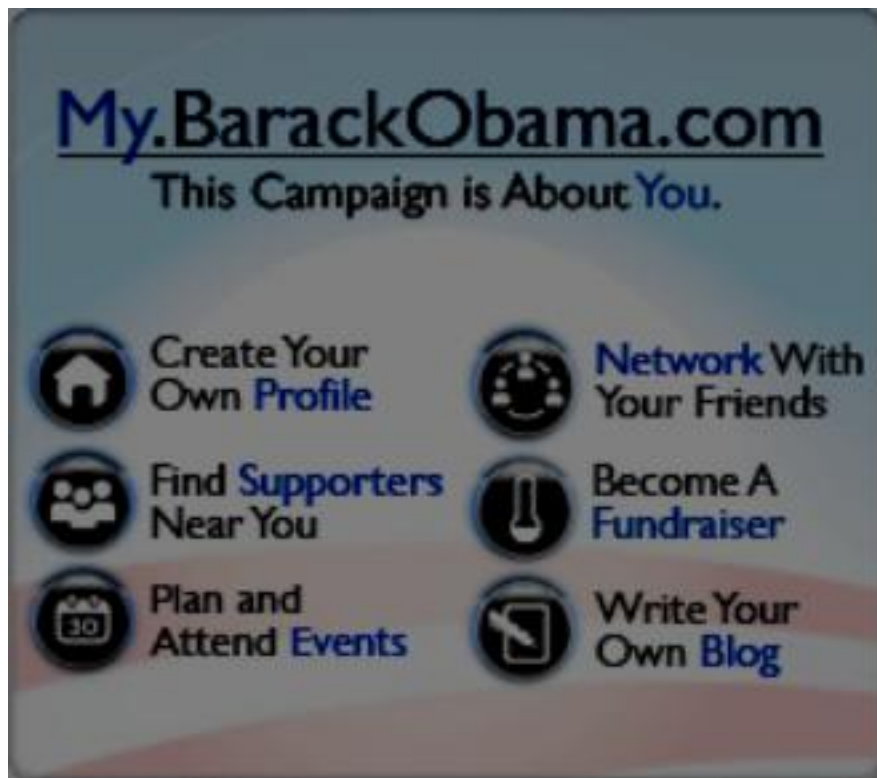 My.BarackObama.com
This Campaign is About You.
Create Your
Own Profile
Network With
Your Friends
Find Supporters
Near You
Become A
Fundraiser
Plan and
Attend Events
30
Write Your
Own Blog